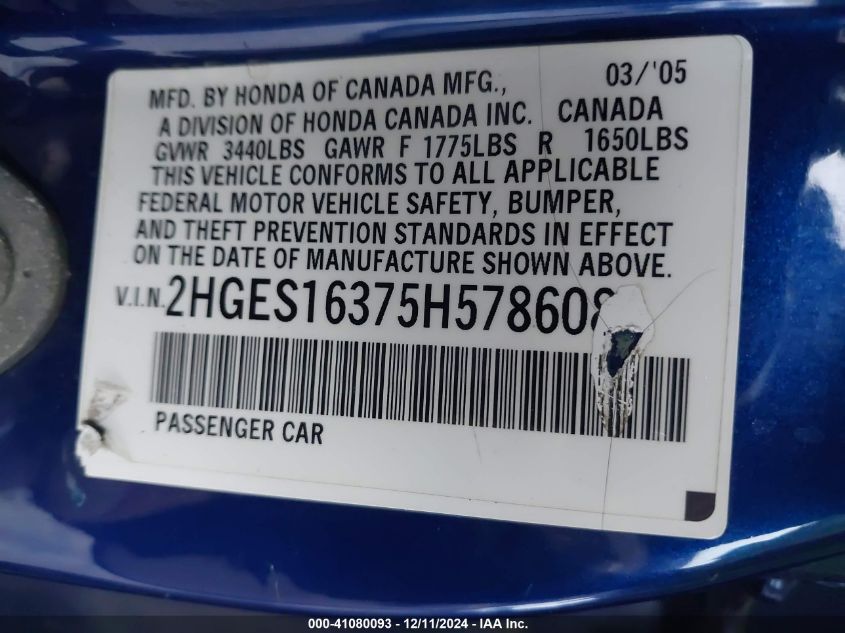 03/'05
MFD. BY HONDA OF CANADA MFG.,
A DIVISION OF HONDA CANADA INC. CANADA
GVWR 3440LBS GAWR F 1775LBS R 1650LBS
THIS VEHICLE CONFORMS TO ALL APPLICABLE
FEDERAL MOTOR VEHICLE SAFETY, BUMPER,
AND THEFT PREVENTION STANDARDS IN EFFECT
ON THE DATE OF MANUFACTURE SHOWN ABOVE.
V.I.N. 2HGES16375H578608
PASSENGER CAR
000-41080093 - 12/11/2024 - IAA Inc.